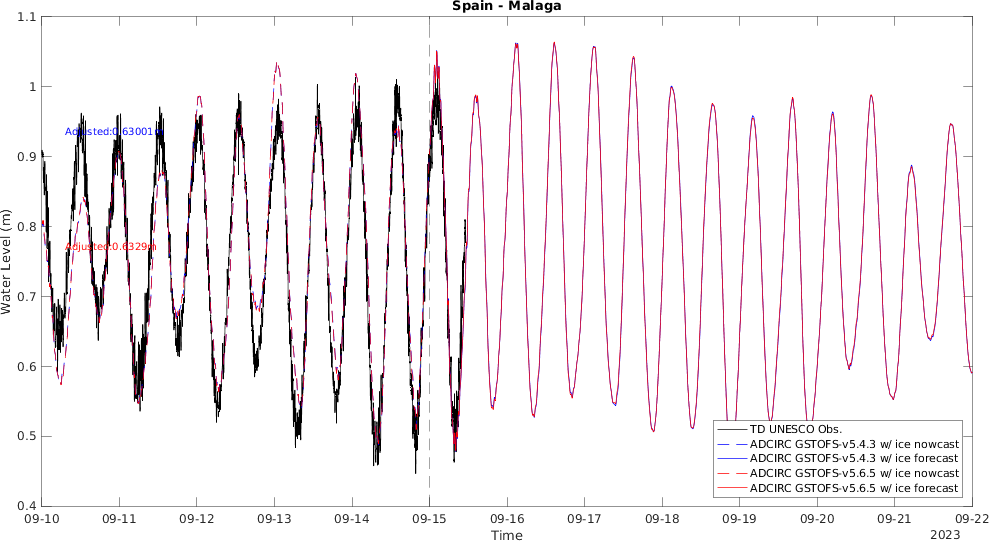 Spain - Malaga
Water Level (m)
1.1
1
0.9
0.8
0.7
0.6
0.5
0.4
Adjusted:0.63001m
Adjusted:0.6329m
TD UNESCO Obs.
ADCIRC GSTOFS-v5.4.3 w/ ice nowcast
ADCIRC GSTOFS-v5.4.3 w/ ice forecast
ADCIRC GSTOFS-v5.6.5 w/ ice nowcast
ADCIRC GSTOFS-v5.6.5 w/ ice forecast
09-10 09-11 09-12 09-13 09-14 09-15 09-16 09-17 09-18 09-19 09-20 09-21 09-22
Time
2023